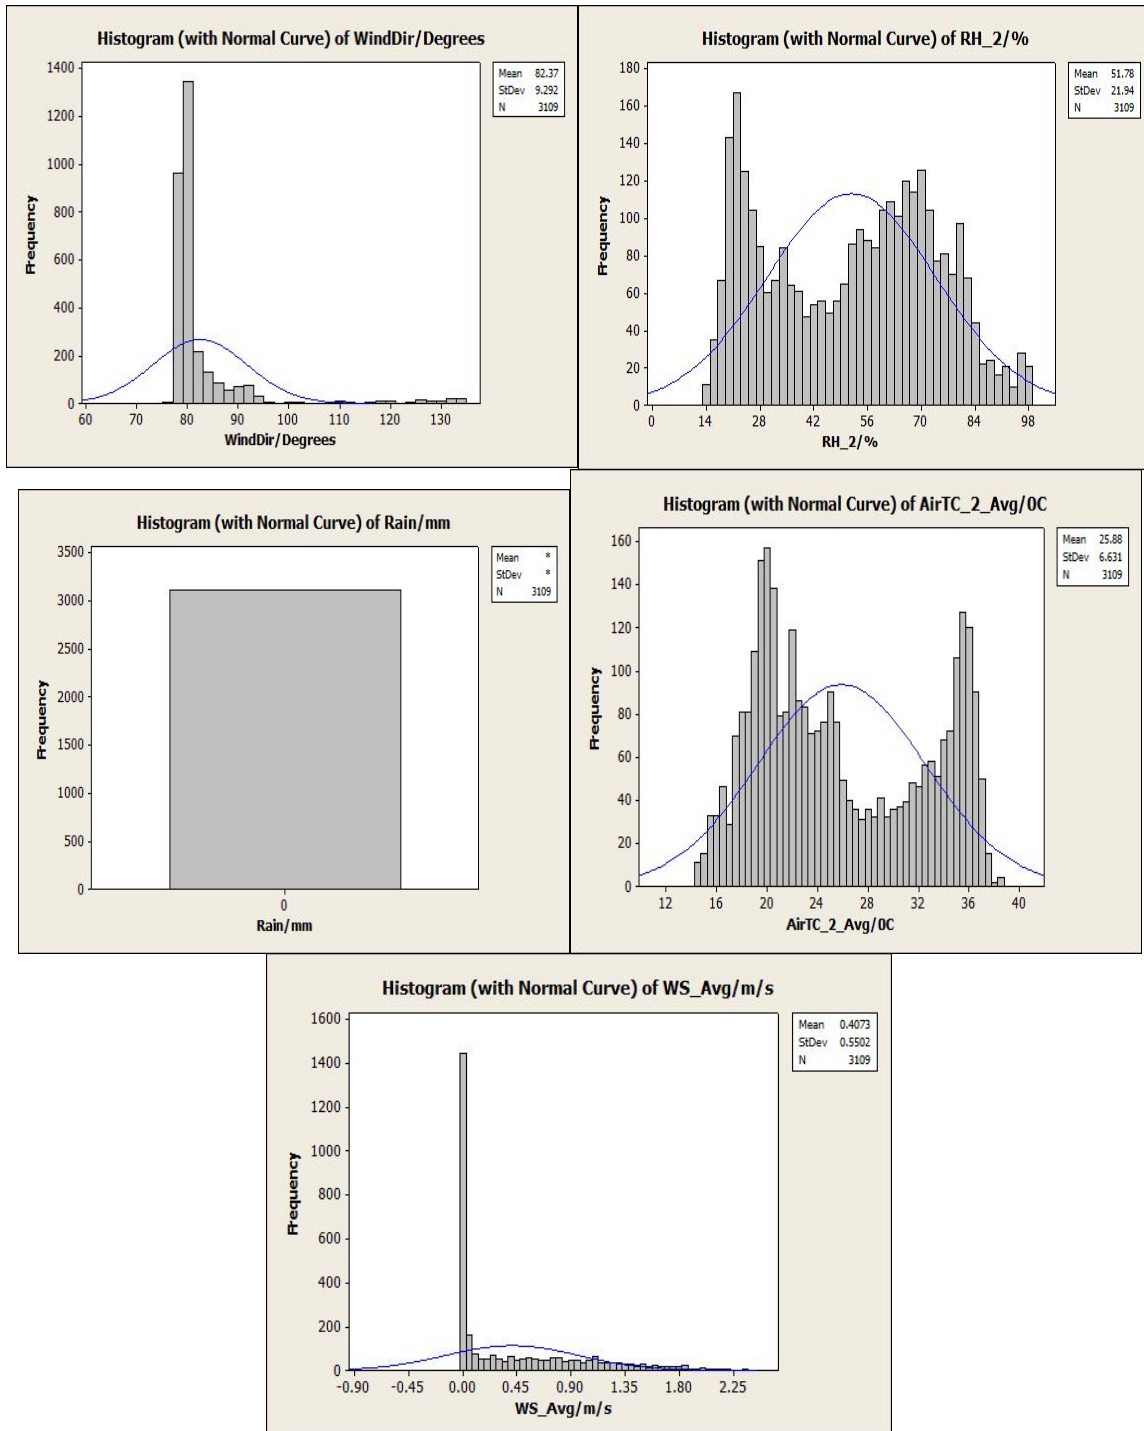 Histogram (with Normal Curve) of WindDir/Degrees
Mean 82.37
StDev 9.292
N 3109
Frequency
1400
1200
1000
800
600
400
200
0
60 70 80 90 100 110 120 130
WindDir/Degrees
Histogram (with Normal Curve) of RH_2/%
Mean 51.78
StDev 21.94
N 3109
Frequency
180
160
140
120
100
80
60
40
20
0
0 14 28 42 56 70 84 98
RH_2/%
Histogram (with Normal Curve) of Rain/mm
Mean *
StDev *
N 3109
Frequency
3500
3000
2500
2000
1500
1000
500
0
0
Rain/mm
Histogram (with Normal Curve) of AirTC_2_Avg/0C
Mean 25.88
StDev 6.631
N 3109
Frequency
160
140
120
100
80
60
40
20
0
12 16 20 24 28 32 36 40
AirTC_2_Avg/0C
Histogram (with Normal Curve) of WS_Avg/m/s
Mean 0.4073
StDev 0.5502
N 3109
Frequency
1600
1400
1200
1000
800
600
400
200
0
-0.90 -0.45 0.00 0.45 0.90 1.35 1.80 2.25
WS_Avg/m/s